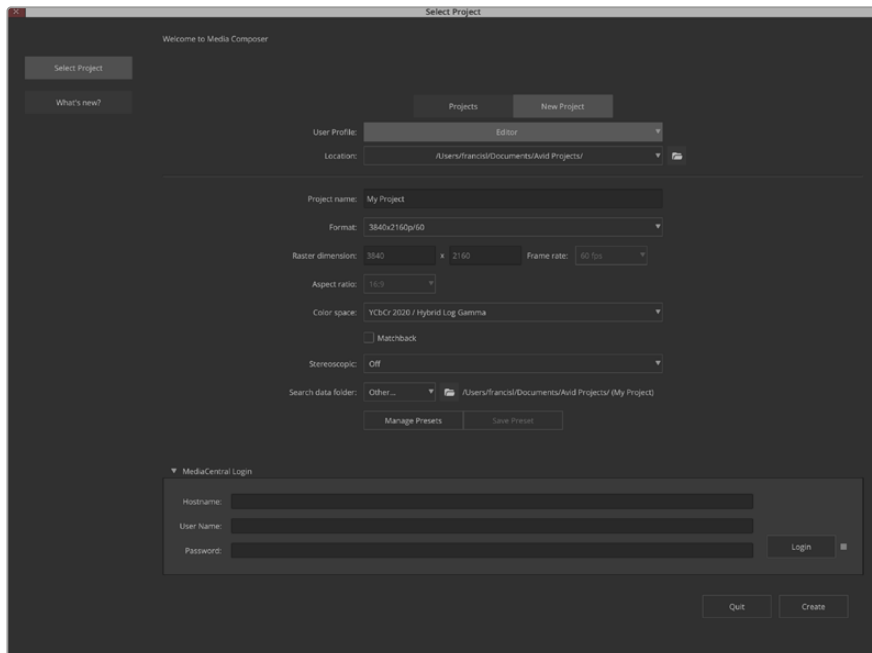 Select Project
Welcome to Media Composer
Select Project
What's new?
Projects New Project
User Profile: Editor
Location: /Users/francisl/Documents/Avid Projects/
Project name: My Project
Format: 3840x2160p/60
Raster dimension: 3840 x 2160 Frame rate: 60 fps
Aspect ratio: 16:9
Color space: YCbCr 2020 / Hybrid Log Gamma
Matchback
Stereoscopic: Off
Search data folder: Other... /Users/francisl/Documents/Avid Projects/ (My Project)
Manage Presets Save Preset
MediaCentral Login
Hostname:
User Name:
Password:
Login
Quit Create